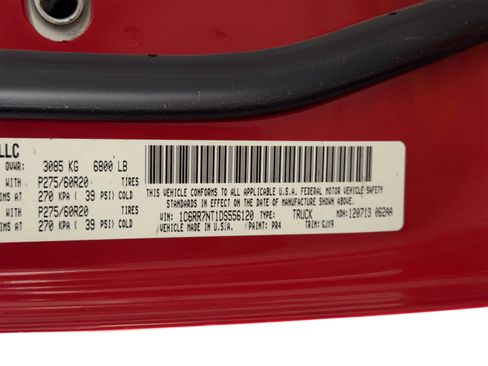 LLC
GVWR: 3085 KG 6800 LB
WITH P275/60R20 TIRES
IMS AT 270 KPA ( 39 PSI) COLD
WITH P275/60R20 TIRES
IMS AT 270 KPA ( 39 PSI) COLD
THIS VEHICLE CONFORMS TO ALL APPLICABLE U.S.A. FEDERAL MOTOR VEHICLE SAFETY
STANDARDS IN EFFECT ON THE DATE OF MANUFACTURE SHOWN ABOVE.
VIN: 1C6RR7NT1DS556120 TYPE: TRUCK MDH: 120713 062AA
VEHICLE MADE IN U.S.A. PAINT: PR4 TRIM: GJX9